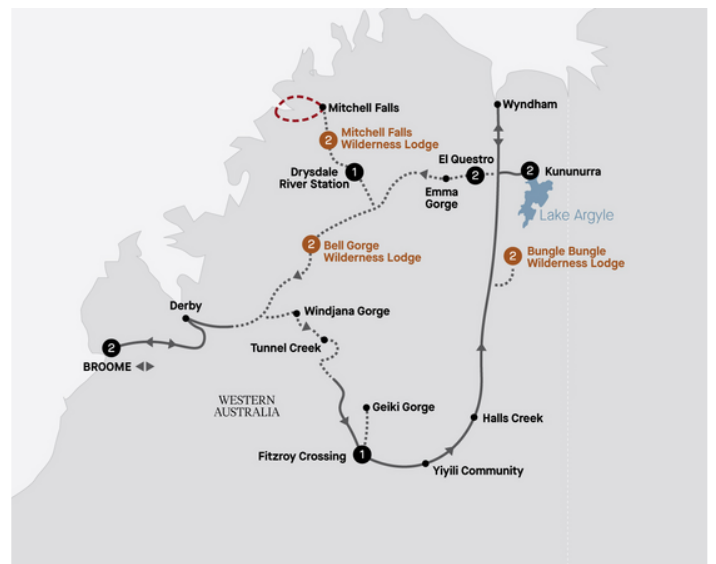 Wyndham
Mitchell Falls
2
Mitchell Falls
Wilderness Lodge
El Questro
2
Kununurra
2
Drysdale
River Station
1
Emma
Gorge
Lake Argyle
2
Bell Gorge
Wilderness Lodge
2
Bungle Bungle
Wilderness Lodge
Derby
Windjana Gorge
2
BROOME
Tunnel Creek
WESTERN
AUSTRALIA
Geiki Gorge
Halls Creek
Fitzroy Crossing
1
Yiyili Community